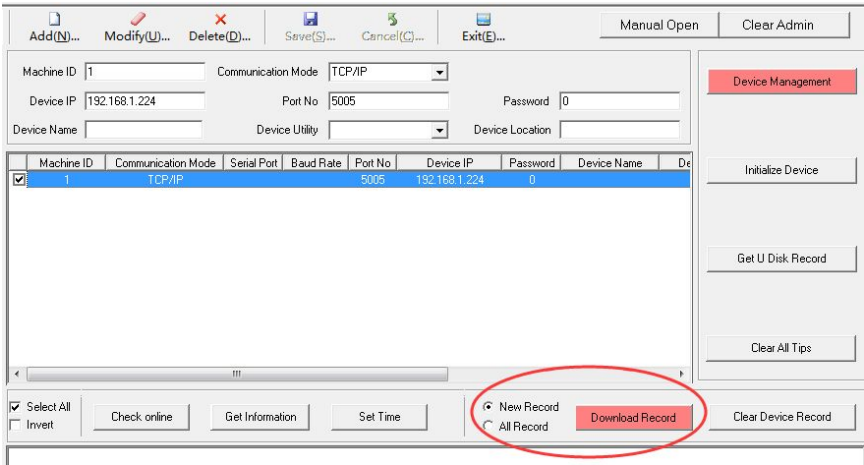 Add(N)... Modify(U)... Delete(D)... Save(S)... Cancel(C)... Exit(E)... Manual Open Clear Admin
Machine ID 1 Communication Mode TCP/IP
Device IP 192.168.1.224 Port No 5005 Password 0
Device Name Device Utility Device Location
Device Management
Machine ID Communication Mode Serial Port Baud Rate Port No Device IP Password Device Name De
1 TCP/IP 5005 192.168.1.224 0
Initialize Device
Get U Disk Record
Clear All Tips
Select All
Invert
Check online
Get Information
Set Time
New Record
All Record
Download Record
Clear Device Record